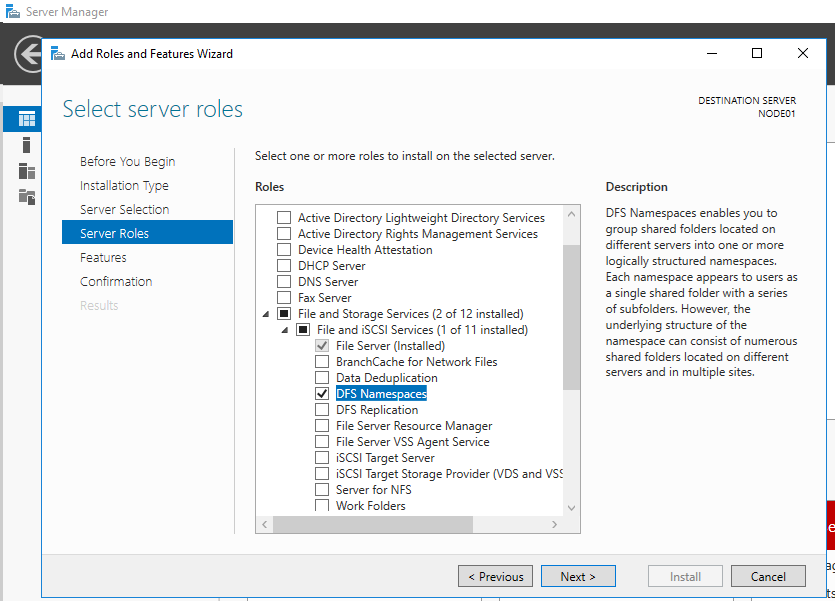 Server Manager
Add Roles and Features Wizard
Select server roles
DESTINATION SERVER
NODE01
Before You Begin
Installation Type
Server Selection
Server Roles
Features
Confirmation
Results
Select one or more roles to install on the selected server.
Roles
Active Directory Lightweight Directory Services
Active Directory Rights Management Services
Device Health Attestation
DHCP Server
DNS Server
Fax Server
File and Storage Services (2 of 12 installed)
File and iSCSI Services (1 of 11 installed)
File Server (Installed)
BranchCache for Network Files
Data Deduplication
DFS Namespaces
DFS Replication
File Server Resource Manager
File Server VSS Agent Service
iSCSI Target Server
iSCSI Target Storage Provider (VDS and VSS
Server for NFS
Work Folders
Description
DFS Namespaces enables you to
group shared folders located on
different servers into one or more
logically structured namespaces.
Each namespace appears to users as
a single shared folder with a series
of subfolders. However, the
underlying structure of the
namespace can consist of numerous
shared folders located on different
servers and in multiple sites.
< Previous
Next >
Install
Cancel